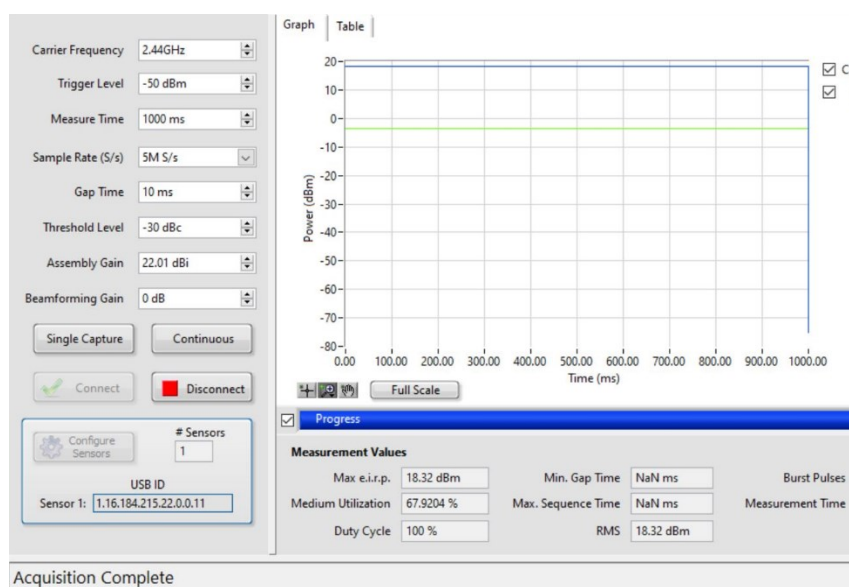 Carrier Frequency 2.44GHz
Trigger Level -50 dBm
Measure Time 1000 ms
Sample Rate (S/s) 5M S/s
Gap Time 10 ms
Threshold Level -30 dBc
Assembly Gain 22.01 dBi
Beamforming Gain 0 dB
Single Capture Continuous
Connect Disconnect
Configure
Sensors
# Sensors
1
USB ID
Sensor 1: 1.16.184.215.22.0.0.11
Graph Table
Power (dBm)
20
10
0
-10
-20
-30
-40
-50
-60
-70
-80
0.00 100.00 200.00 300.00 400.00 500.00 600.00 700.00 800.00 900.00 1000.00
Time (ms)
C
Full Scale
Progress
Measurement Values
Max e.i.r.p. 18.32 dBm Min. Gap Time NaN ms Burst Pulses
Medium Utilization 67.9204 % Max. Sequence Time NaN ms Measurement Time
Duty Cycle 100 % RMS 18.32 dBm
Acquisition Complete